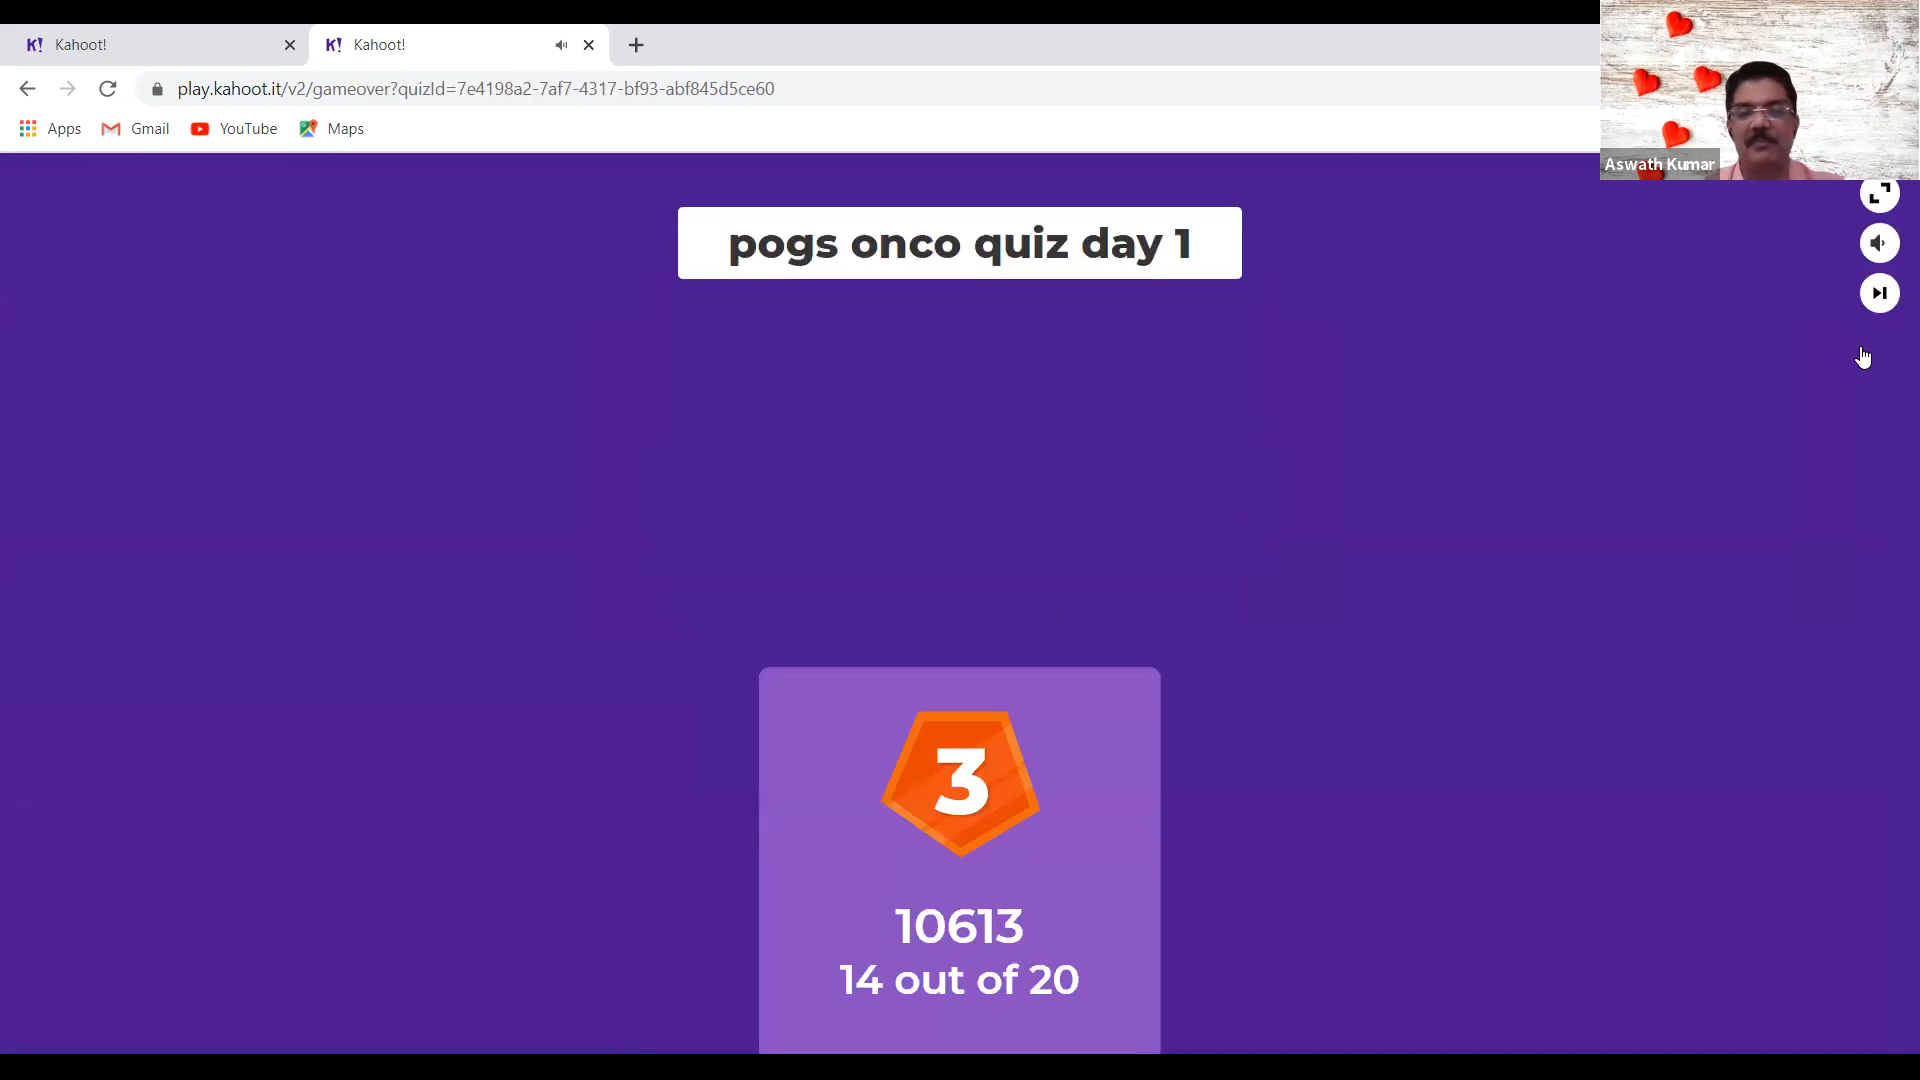 K! Kahoot!
K! Kahoot!
play.kahoot.it/v2/gameover?quizId=7e4198a2-7af7-4317-bf93-abf845d5ce60
Apps
Gmail
YouTube
Maps
Aswath Kumar
pogs onco quiz day 1
3
10613
14 out of 20